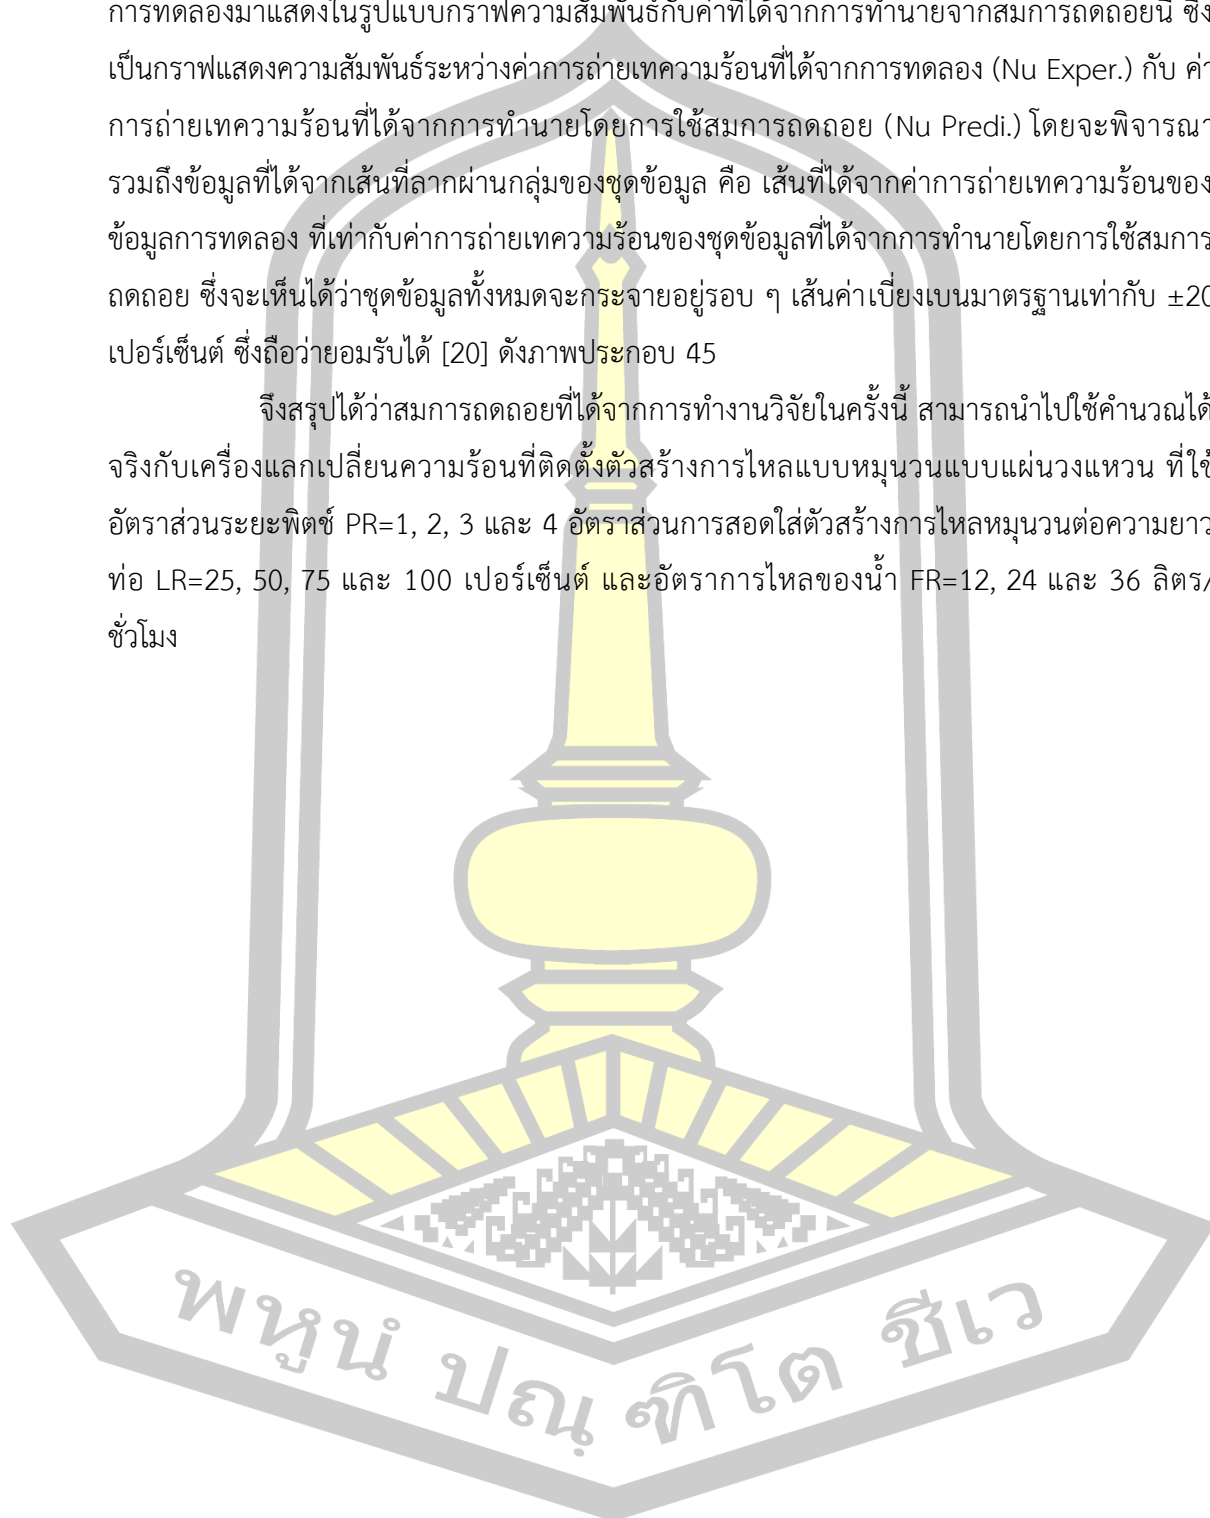 การทดลองมาแสดงในรูปแบบกราฟความสัมพันธ์กับค่าที่ได้จากการทำนายจากสมการถดถอยนี้ ซึ่ง
เป็นกราฟแสดงความสัมพันธ์ระหว่างค่าการถ่ายเทความร้อนที่ได้จากการทดลอง (Nu Exper.) กับ ค่า
การถ่ายเทความร้อนที่ได้จากการทำนายโดยการใช้สมการถดถอย (Nu Predi.) โดยจะพิจารณา
รวมถึงข้อมูลที่ได้จากเส้นที่ลากผ่านกลุ่มของชุดข้อมูล คือ เส้นที่ได้จากค่าการถ่ายเทความร้อนของ
ข้อมูลการทดลอง ที่เท่ากับค่าการถ่ายเทความร้อนของชุดข้อมูลที่ได้จากการทำนายโดยการใช้สมการ
ถดถอย ซึ่งจะเห็นได้ว่าชุดข้อมูลทั้งหมดจะกระจายอยู่รอบ ๆ เส้นค่าเบี่ยงเบนมาตรฐานเท่ากับ ±20
เปอร์เซ็นต์ ซึ่งถือว่ายอมรับได้ [20] ดังภาพประกอบ 45
จึงสรุปได้ว่าสมการถดถอยที่ได้จากการทำงานวิจัยในครั้งนี้ สามารถนำไปใช้คำนวณได้
จริงกับเครื่องแลกเปลี่ยนความร้อนที่ติดตั้งตัวสร้างการไหลแบบหมุนวนแบบแผ่นวงแหวน ที่ใช้
อัตราส่วนระยะพิตช์ PR=1, 2, 3 และ 4 อัตราส่วนการสอดใส่ตัวสร้างการไหลหมุนวนต่อความยาว
ท่อ LR=25, 50, 75 และ 100 เปอร์เซ็นต์ และอัตราการไหลของน้ำ FR=12, 24 และ 36 ลิตร/
ชั่วโมง
พหูนํ ปณฺฑิโต ชีเว